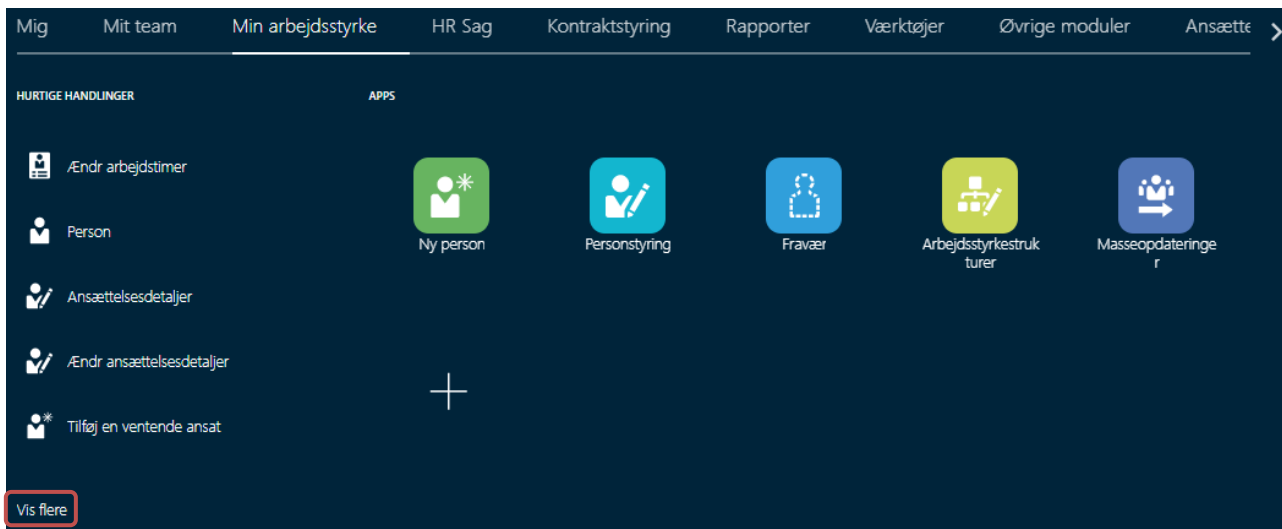 Mig Mit team Min arbejdsstyrke HR Sag Kontraktstyring Rapporter Værktøjer Øvrige moduler Ansætte
HURTIGE HANDLINGER
APPS
Ændr arbejdstimer
Person
Ansættelsesdetaljer
Ændr ansættelsesdetaljer
Tilføj en ventende ansat
Vis flere
Ny person
Personstyring
Fravær
Arbejdsstyrkestruk
turer
Masseopdateringe
r